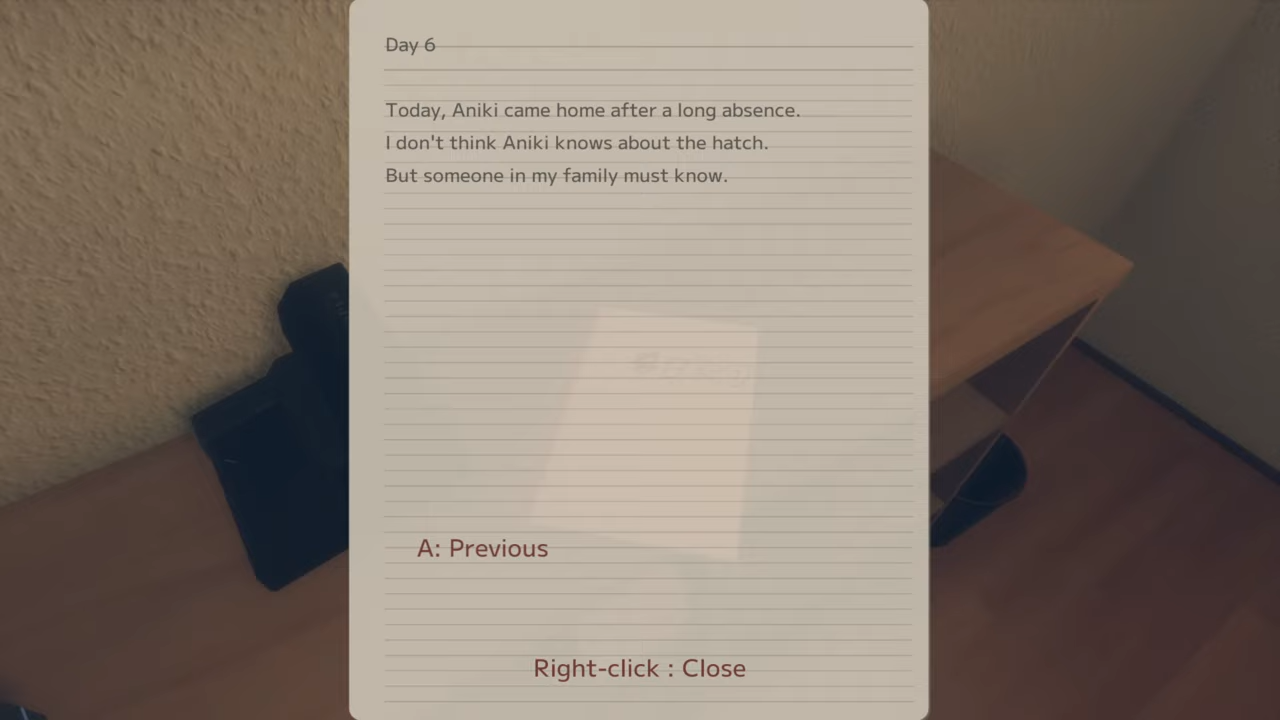 Day 6
Today, Aniki came home after a long absence.
I don't think Aniki knows about the hatch.
But someone in my family must know.
A: Previous
Right-click : Close